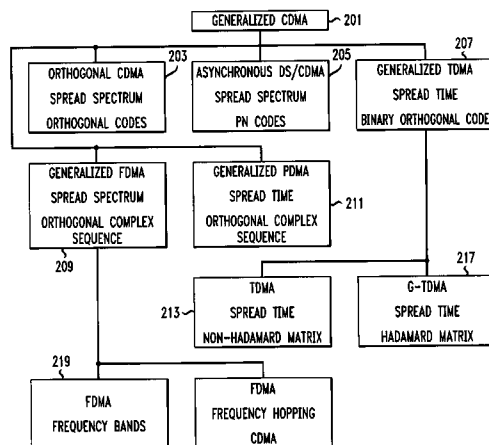 GENERALIZED CDMA
201
203
205
207
ORTHOGONAL CDMA
SPREAD SPECTRUM
ORTHOGONAL CODES
ASYNCHRONOUS DS/CDMA
SPREAD SPECTRUM
PN CODES
GENERALIZED TDMA
SPREAD TIME
BINARY ORTHOGONAL CODE
GENERALIZED FDMA
SPREAD SPECTRUM
ORTHOGONAL COMPLEX
SEQUENCE
209
GENERALIZED PDMA
SPREAD TIME
ORTHOGONAL COMPLEX
SEQUENCE
211
213
TDMA
SPREAD TIME
NON-HADAMARD MATRIX
217
G-TDMA
SPREAD TIME
HADAMARD MATRIX
219
FDMA
FREQUENCY BANDS
FDMA
FREQUENCY HOPPING
CDMA